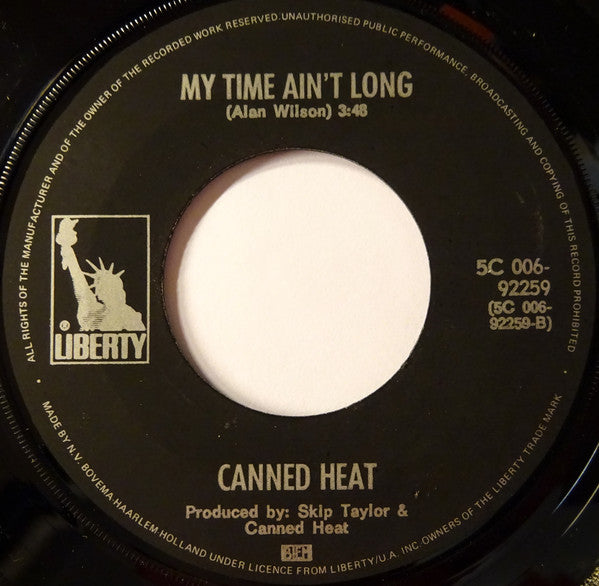 ALL RIGHTS OF THE MANUFACTURER AND OF THE OWNER OF THE RECORDED WORK RESERVED. UNAUTHORISED PUBLIC PERFORMANCE, BROADCASTING AND COPYING OF THIS RECORD PROHIBITED
MY TIME AIN'T LONG
(Alan Wilson) 3:48
® LIBERTY
5C 006-
92259
(5C 006-
92259-B)
CANNED HEAT
Produced by: Skip Taylor &
Canned Heat
MADE BY N.V. BOVEMA HAARLEM HOLLAND UNDER LICENCE FROM LIBERTY/U.A. INC. OWNERS OF THE LIBERTY TRADE MARK